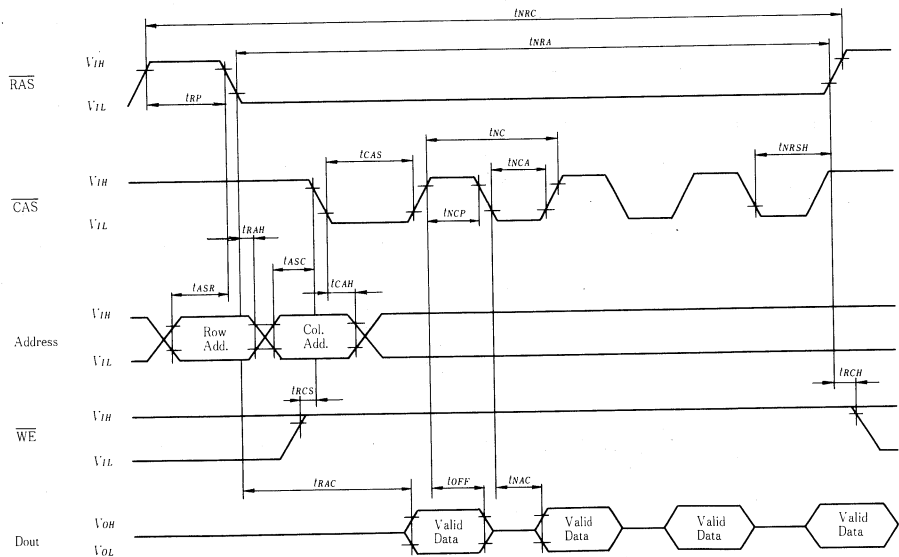 tNRC
tNRA
VIH
RAS
tRP
VIL
tNC
tCAS
tNCA
tNRSH
VIH
CAS
tNCP
VIL
tRAH
tASC
tCAH
tASR
VIH
Row
Add.
Col.
Add.
Address
VIL
tRCH
tRCS
VIH
WE
VIL
tRAC
tOFF
tNAC
VOH
Valid
Data
Valid
Data
Valid
Data
Valid
Data
Dout
VOL